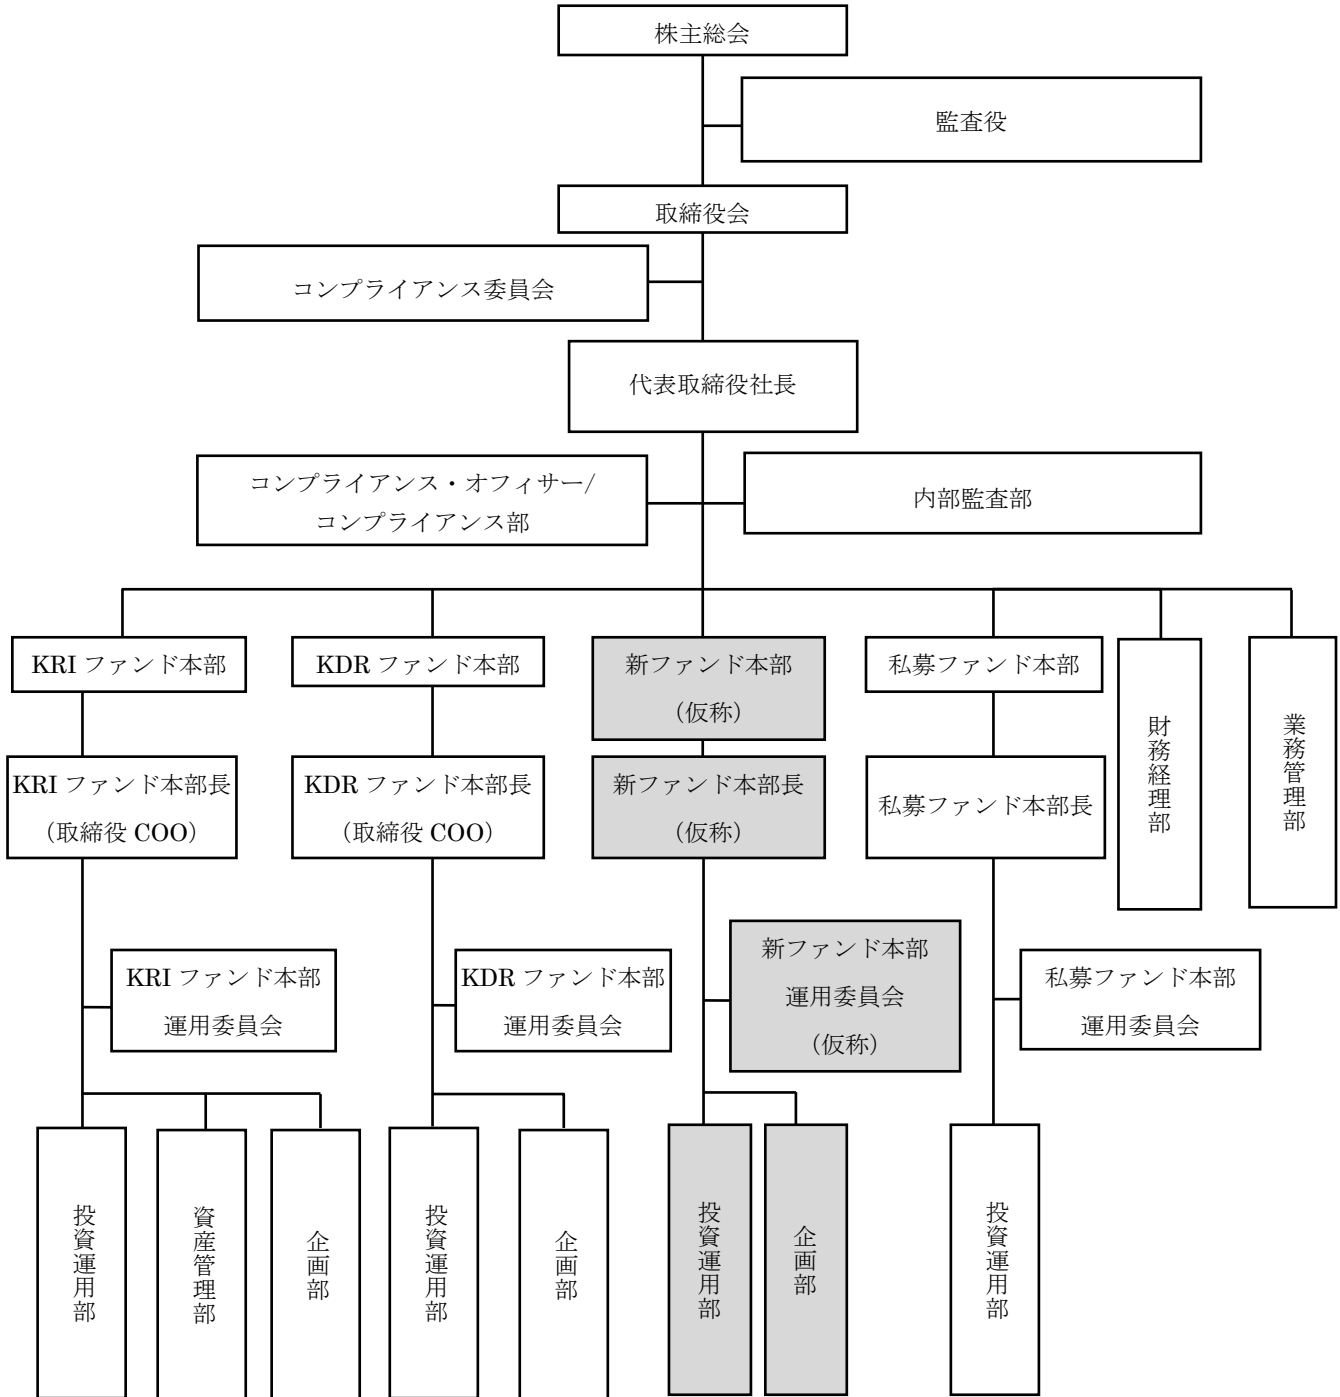 株主総会
監査役
取締役会
コンプライアンス委員会
代表取締役社長
コンプライアンス・オフィサー/
コンプライアンス部
内部監査部
KRI ファンド本部
KDR ファンド本部
新ファンド本部
（仮称）
私募ファンド本部
財務経理部
業務管理部
KRI ファンド本部長
（取締役 COO）
KDR ファンド本部長
（取締役 COO）
新ファンド本部長
（仮称）
私募ファンド本部長
KRI ファンド本部
運用委員会
KDR ファンド本部
運用委員会
新ファンド本部
運用委員会
（仮称）
私募ファンド本部
運用委員会
投資運用部
資産管理部
企画部
投資運用部
企画部
投資運用部
企画部
投資運用部